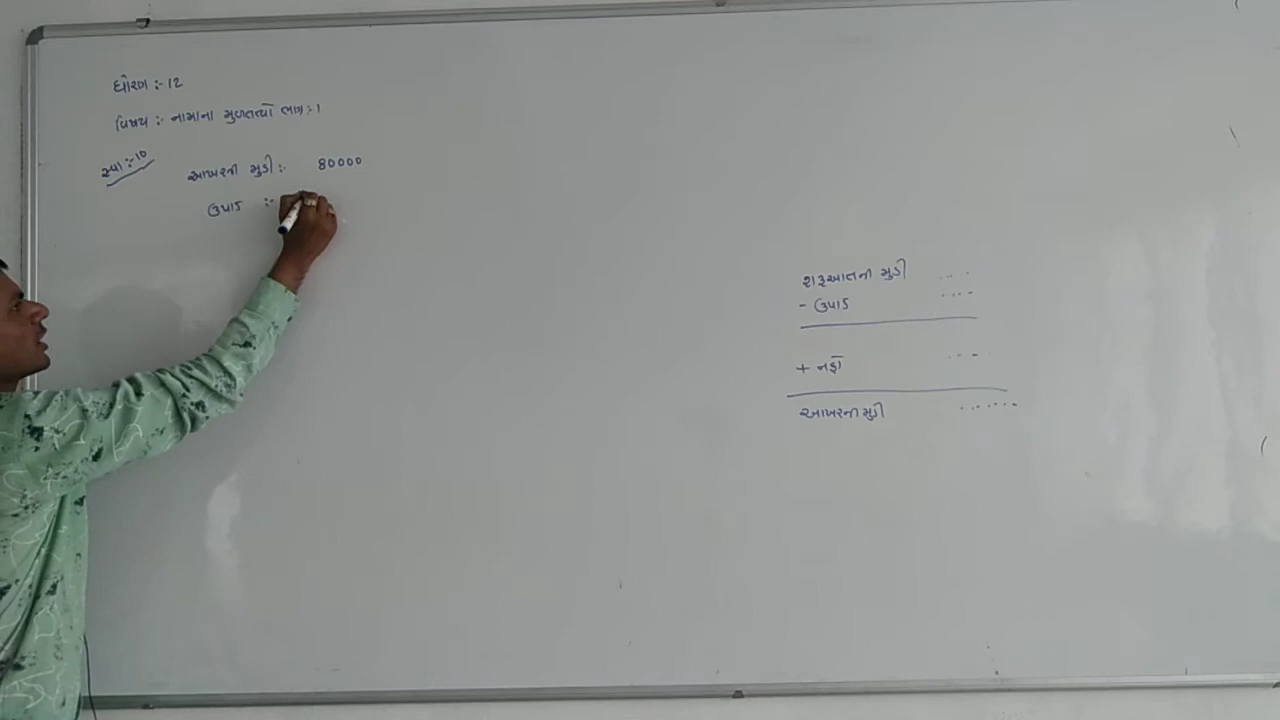 ધોરણ :- 12
વિષય :- નામાના મુળતત્વો ભાગ :- 1
સ્વા :- 10
આખરની મુડી :- 80000
ઉપાડ :-
શરૂઆતની મુડી ....
- ઉપાડ ....
+ નફો ...
આખરની મુડી ......